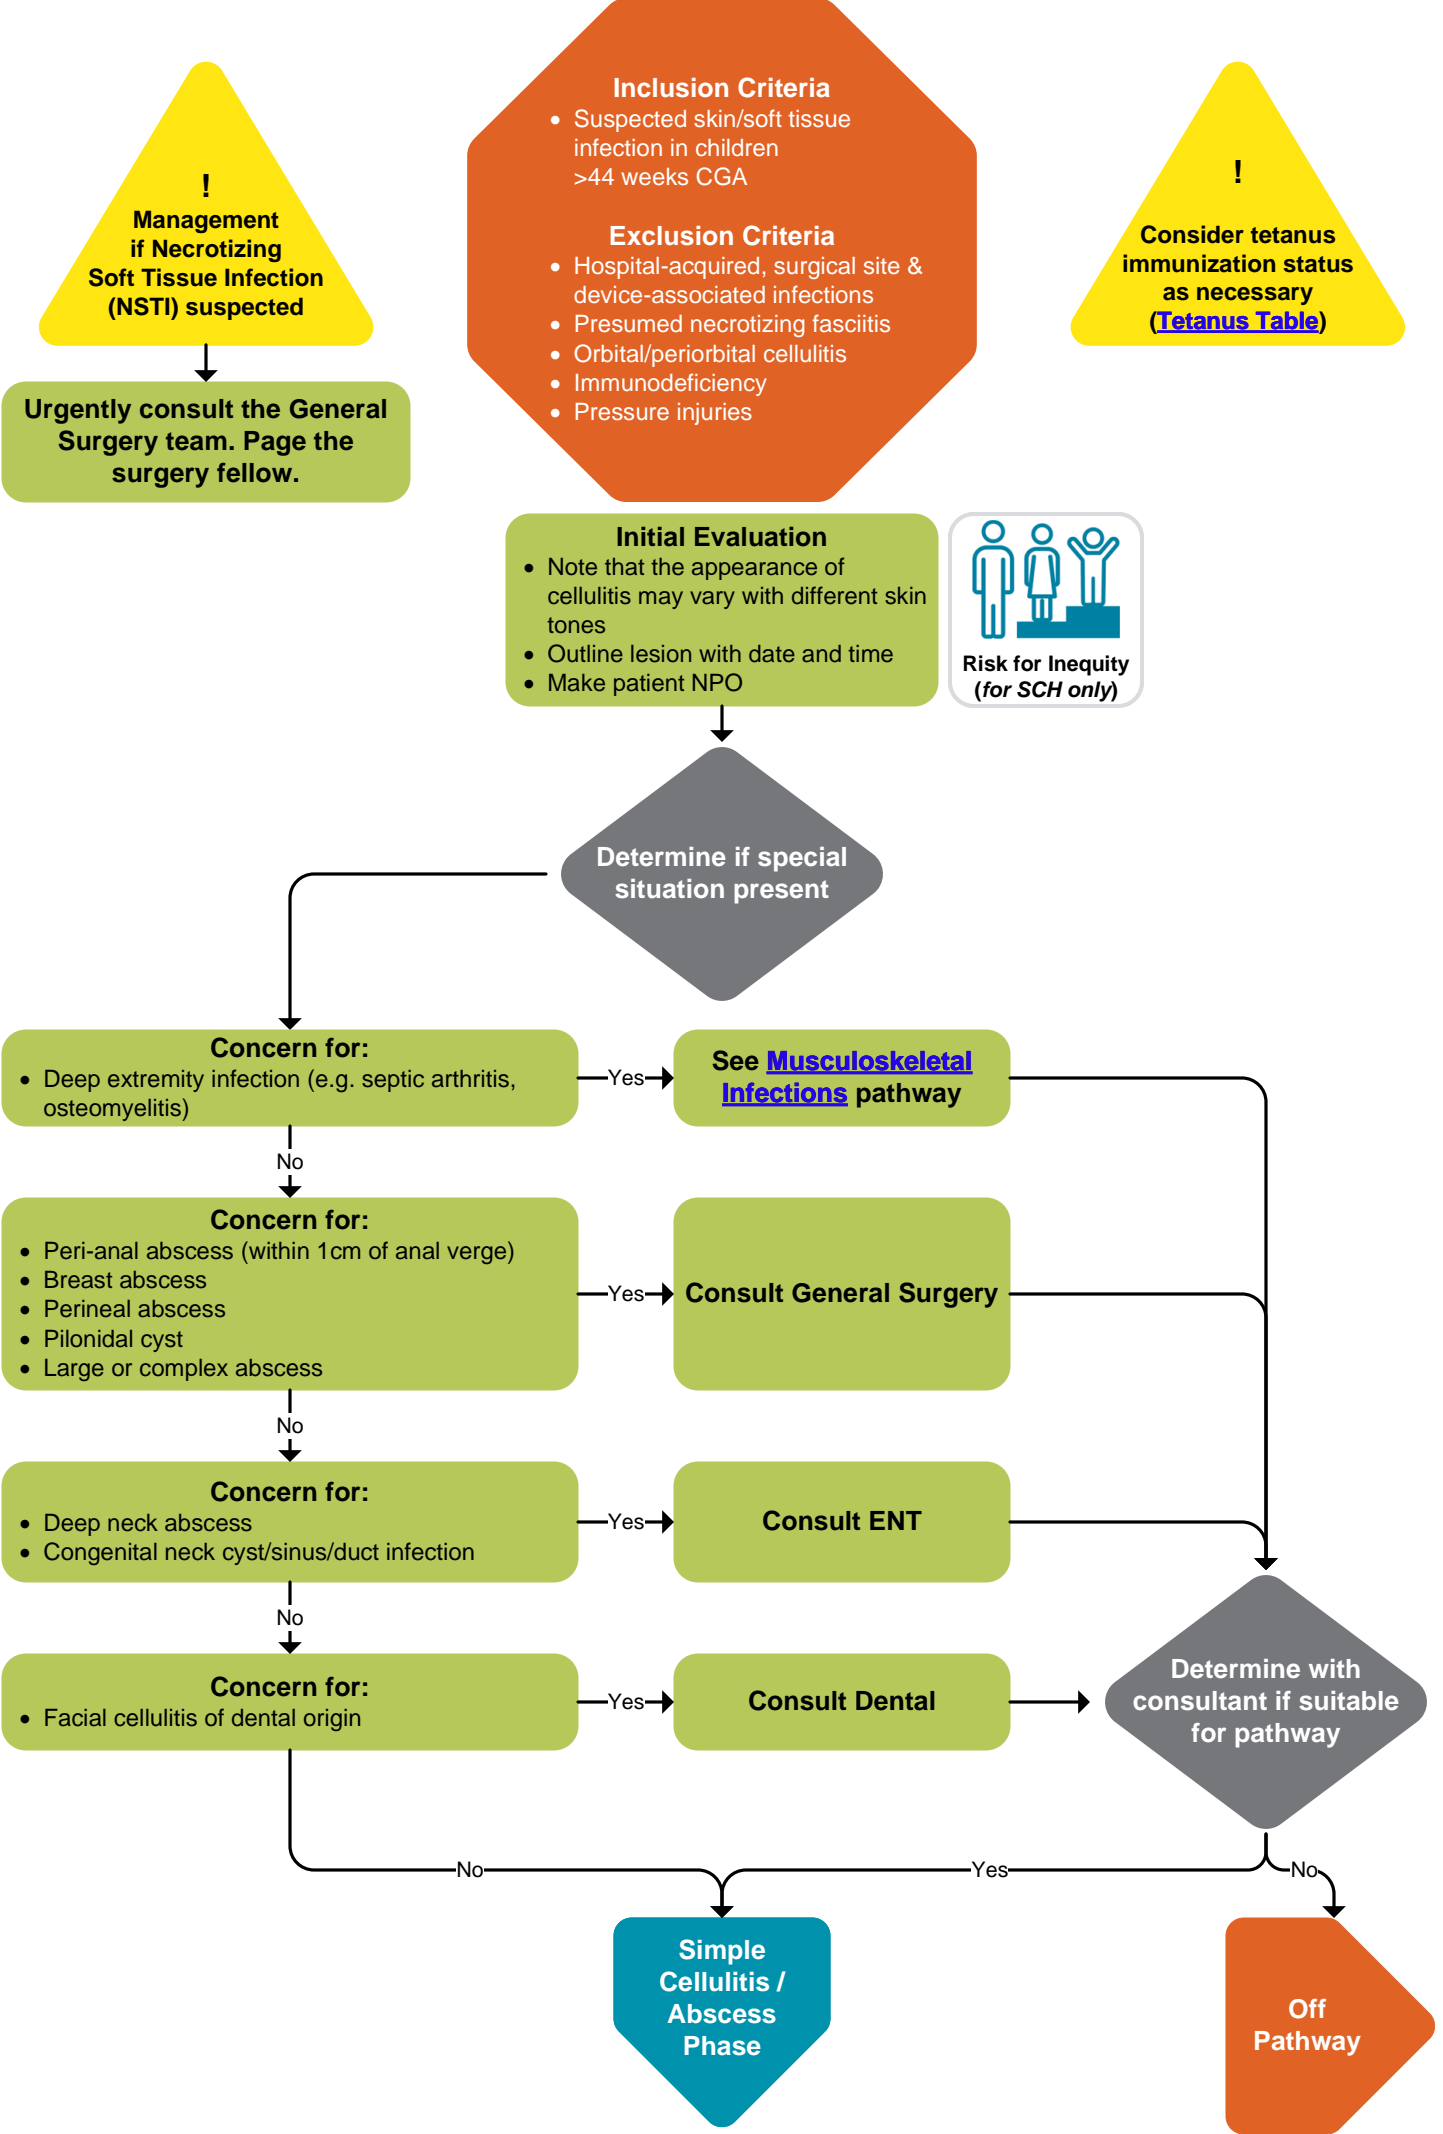 !
Management
if Necrotizing
Soft Tissue Infection
(NSTI) suspected
Urgently consult the General
Surgery team. Page the
surgery fellow.
Inclusion Criteria
• Suspected skin/soft tissue
infection in children
>44 weeks CGA
Exclusion Criteria
• Hospital-acquired, surgical site &
device-associated infections
• Presumed necrotizing fasciitis
• Orbital/periorbital cellulitis
• Immunodeficiency
• Pressure injuries
!
Consider tetanus
immunization status
as necessary
(Tetanus Table)
Initial Evaluation
• Note that the appearance of
cellulitis may vary with different skin
tones
• Outline lesion with date and time
• Make patient NPO
Risk for Inequity
(for SCH only)
Determine if special
situation present
Concern for:
• Deep extremity infection (e.g. septic arthritis,
osteomyelitis)
Yes
See Musculoskeletal
Infections pathway
No
Concern for:
• Peri-anal abscess (within 1cm of anal verge)
• Breast abscess
• Perineal abscess
• Pilonidal cyst
• Large or complex abscess
Yes
Consult General Surgery
No
Concern for:
• Deep neck abscess
• Congenital neck cyst/sinus/duct infection
Yes
Consult ENT
No
Concern for:
• Facial cellulitis of dental origin
Yes
Consult Dental
Determine with
consultant if suitable
for pathway
No
Yes
No
Simple
Cellulitis /
Abscess
Phase
Off
Pathway